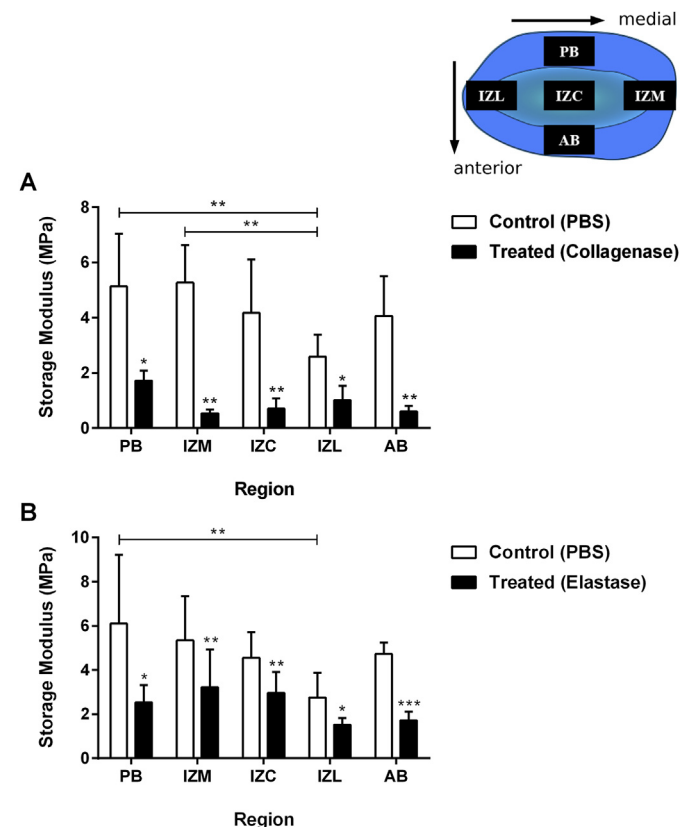 medial
PB
IZL IZC IZM
AB
anterior
A
Storage Modulus (MPa)
8
6
4
2
0
**
**
* ** ** * **
PB IZM IZC IZL AB
Region
Control (PBS)
Treated (Collagenase)
B
Storage Modulus (MPa)
10
8
6
4
2
0
**
* ** ** * ***
PB IZM IZC IZL AB
Region
Control (PBS)
Treated (Elastase)